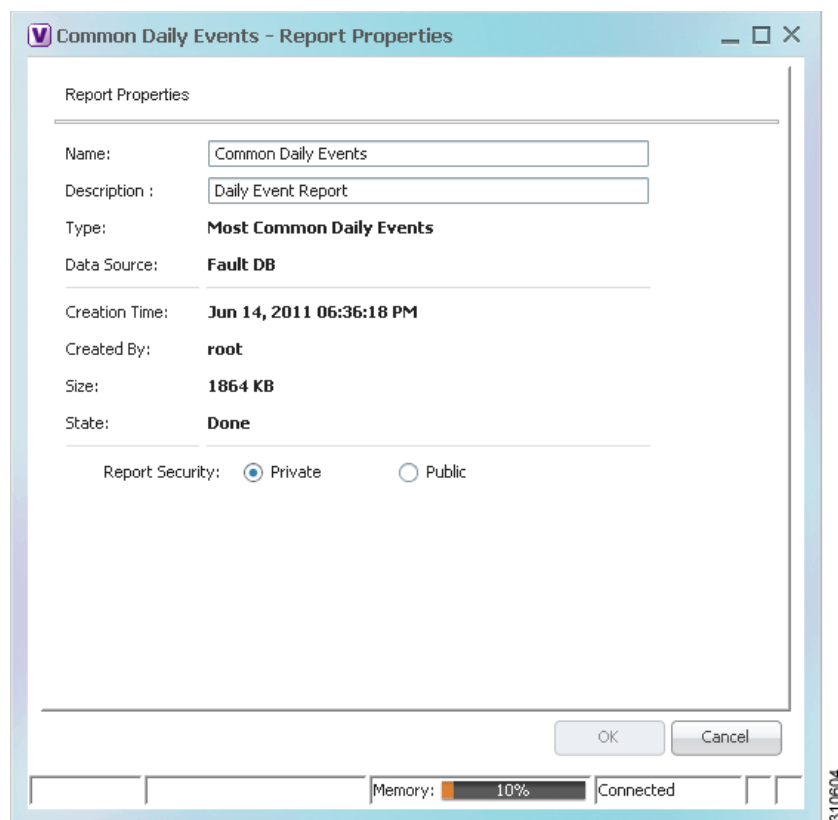 V Common Daily Events - Report Properties
Report Properties
Name: Common Daily Events
Description : Daily Event Report
Type: Most Common Daily Events
Data Source: Fault DB
Creation Time: Jun 14, 2011 06:36:18 PM
Created By: root
Size: 1864 KB
State: Done
Report Security: Private Public
OK Cancel
Memory: 10% Connected
310604